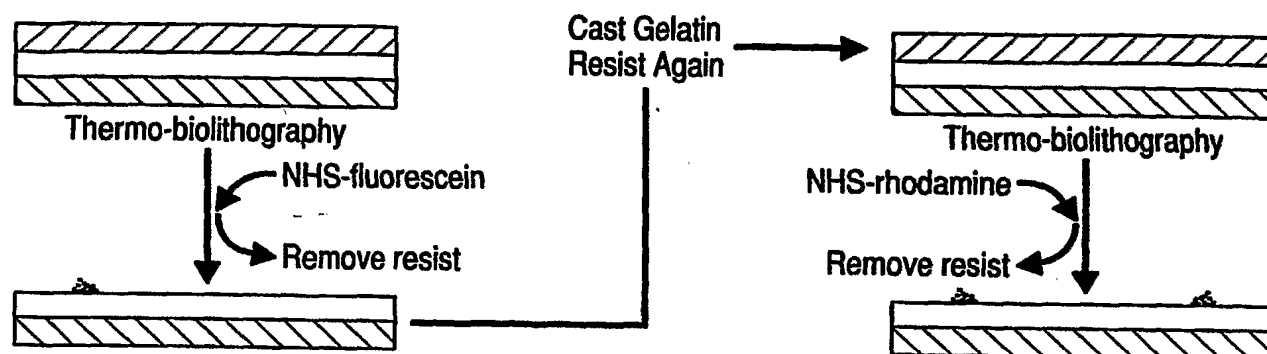 Thermo-biolithography
NHS-fluorescein
Remove resist
Cast Gelatin
Resist Again
Thermo-biolithography
NHS-rhodamine
Remove resist